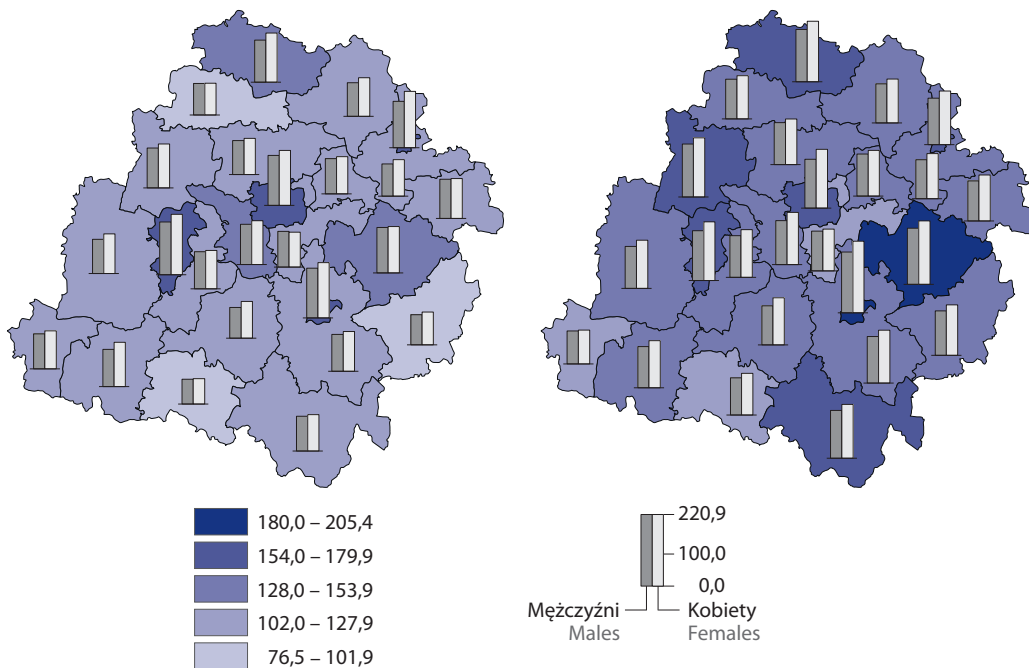 180,0 – 205,4
154,0 – 179,9
128,0 – 153,9
102,0 – 127,9
76,5 – 101,9
220,9
100,0
0,0
Mężczyźni Kobiety
Males Females